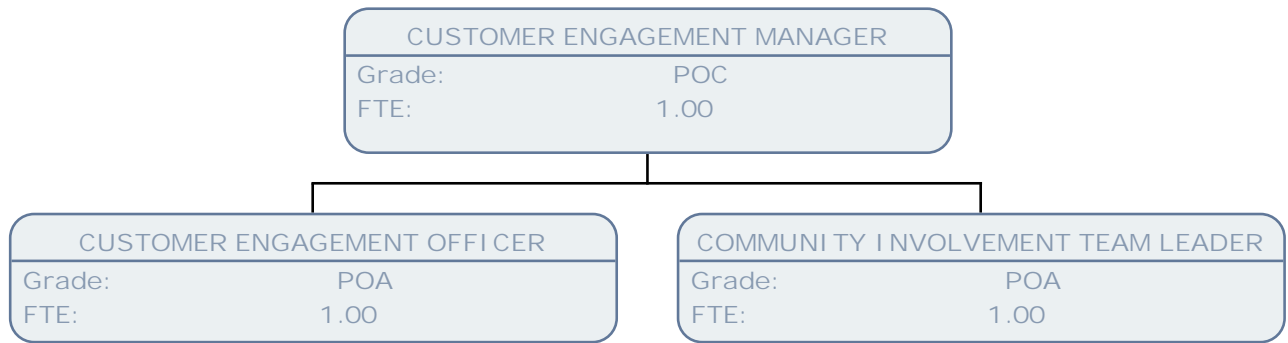 CUSTOMER ENGAGEMENT MANAGER
Grade: POC
FTE: 1.00
CUSTOMER ENGAGEMENT OFFICER
Grade: POA
FTE: 1.00
COMMUNITY INVOLVEMENT TEAM LEADER
Grade: POA
FTE: 1.00